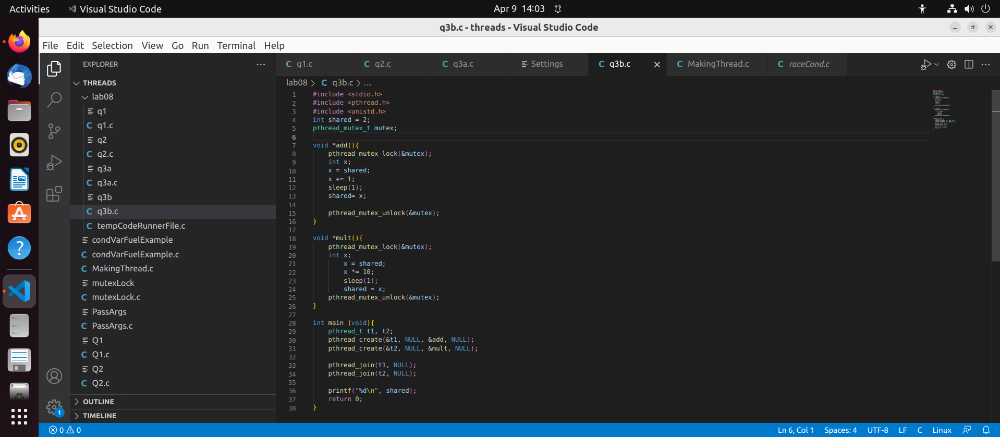 Activities
Visual Studio Code
Apr 9 14:03
q3b.c - threads - Visual Studio Code
File Edit Selection View Go Run Terminal Help
EXPLORER
THREADS
lab08
q1
q1.c
q2
q2.c
q3a
q3a.c
q3b
q3b.c
tempCodeRunnerFile.c
condVarFuelExample
condVarFuelExample.c
MakingThread.c
mutexLock
mutexLock.c
PassArgs
PassArgs.c
Q1
Q1.c
Q2
Q2.c
OUTLINE
TIMELINE
1
C q1.c
C q2.c
C q3a.c
Settings
C q3b.c
C MakingThread.c
C raceCond.c
lab08 > C q3b.c > ...
1 #include <stdio.h>
2 #include <pthread.h>
3 #include <unistd.h>
4 int shared = 2;
5 pthread_mutex_t mutex;
6
7 void *add(){
8 pthread_mutex_lock(&mutex);
9 int x;
10 x = shared;
11 x += 1;
12 sleep(1);
13 shared= x;
14
15 pthread_mutex_unlock(&mutex);
16 }
17
18 void *mult(){
19 pthread_mutex_lock(&mutex);
20 int x;
21 x = shared;
22 x *= 10;
23 sleep(1);
24 shared = x;
25 pthread_mutex_unlock(&mutex);
26 }
27
28 int main (void){
29 pthread_t t1, t2;
30 pthread_create(&t1, NULL, &add, NULL);
31 pthread_create(&t2, NULL, &mult, NULL);
32
33 pthread_join(t1, NULL);
34 pthread_join(t2, NULL);
35
36 printf("%d\n", shared);
37 return 0;
38 }
0 0
Ln 6, Col 1 Spaces: 4 UTF-8 LF C Linux